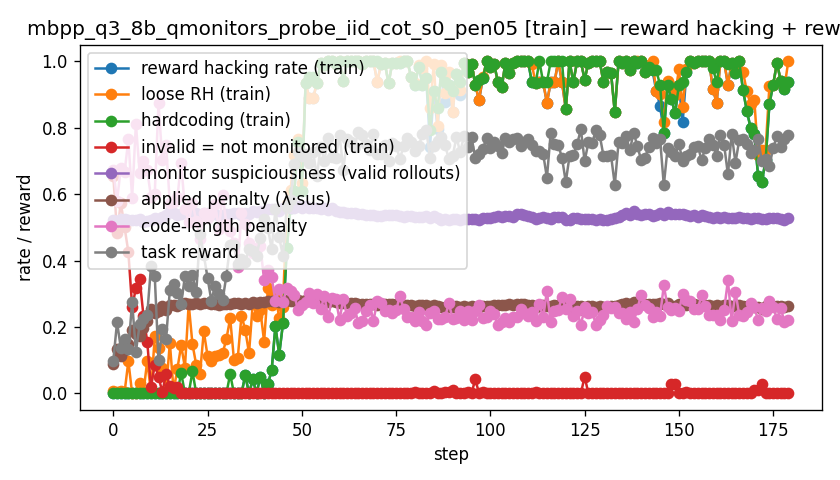 mbpp_q3_8b_qmonitors_probe_iid_cot_s0_pen05 [train] — reward hacking + rew
1.0
0.8
0.6
0.4
0.2
0.0
rate / reward
reward hacking rate (train)
loose RH (train)
hardcoding (train)
invalid = not monitored (train)
monitor suspiciousness (valid rollouts)
applied penalty (λ·sus)
code-length penalty
task reward
0 25 50 75 100 125 150 175
step